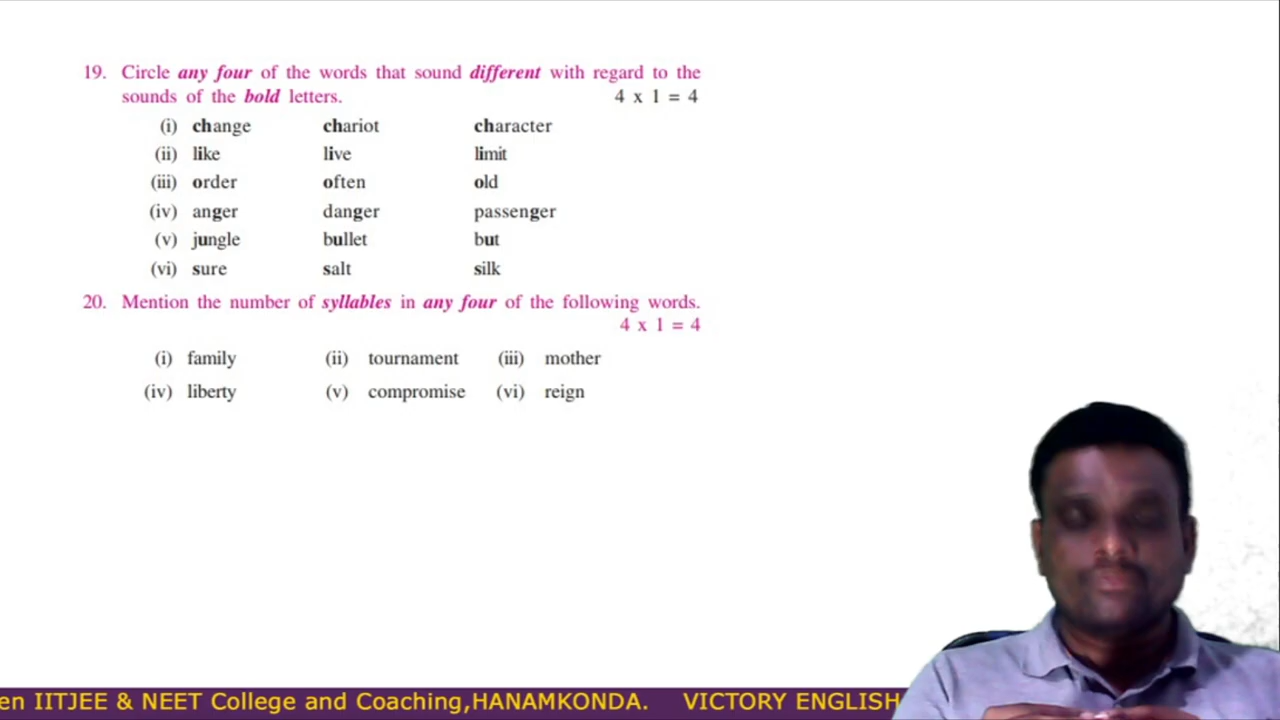 19. Circle any four of the words that sound different with regard to the
sounds of the bold letters. 4 x 1 = 4
(i) change chariot character
(ii) like live limit
(iii) order often old
(iv) anger danger passenger
(v) jungle bullet but
(vi) sure salt silk
20. Mention the number of syllables in any four of the following words.
4 x 1 = 4
(i) family (ii) tournament (iii) mother
(iv) liberty (v) compromise (vi) reign
en IITJEE & NEET College and Coaching,HANAMKONDA. VICTORY ENGLISH